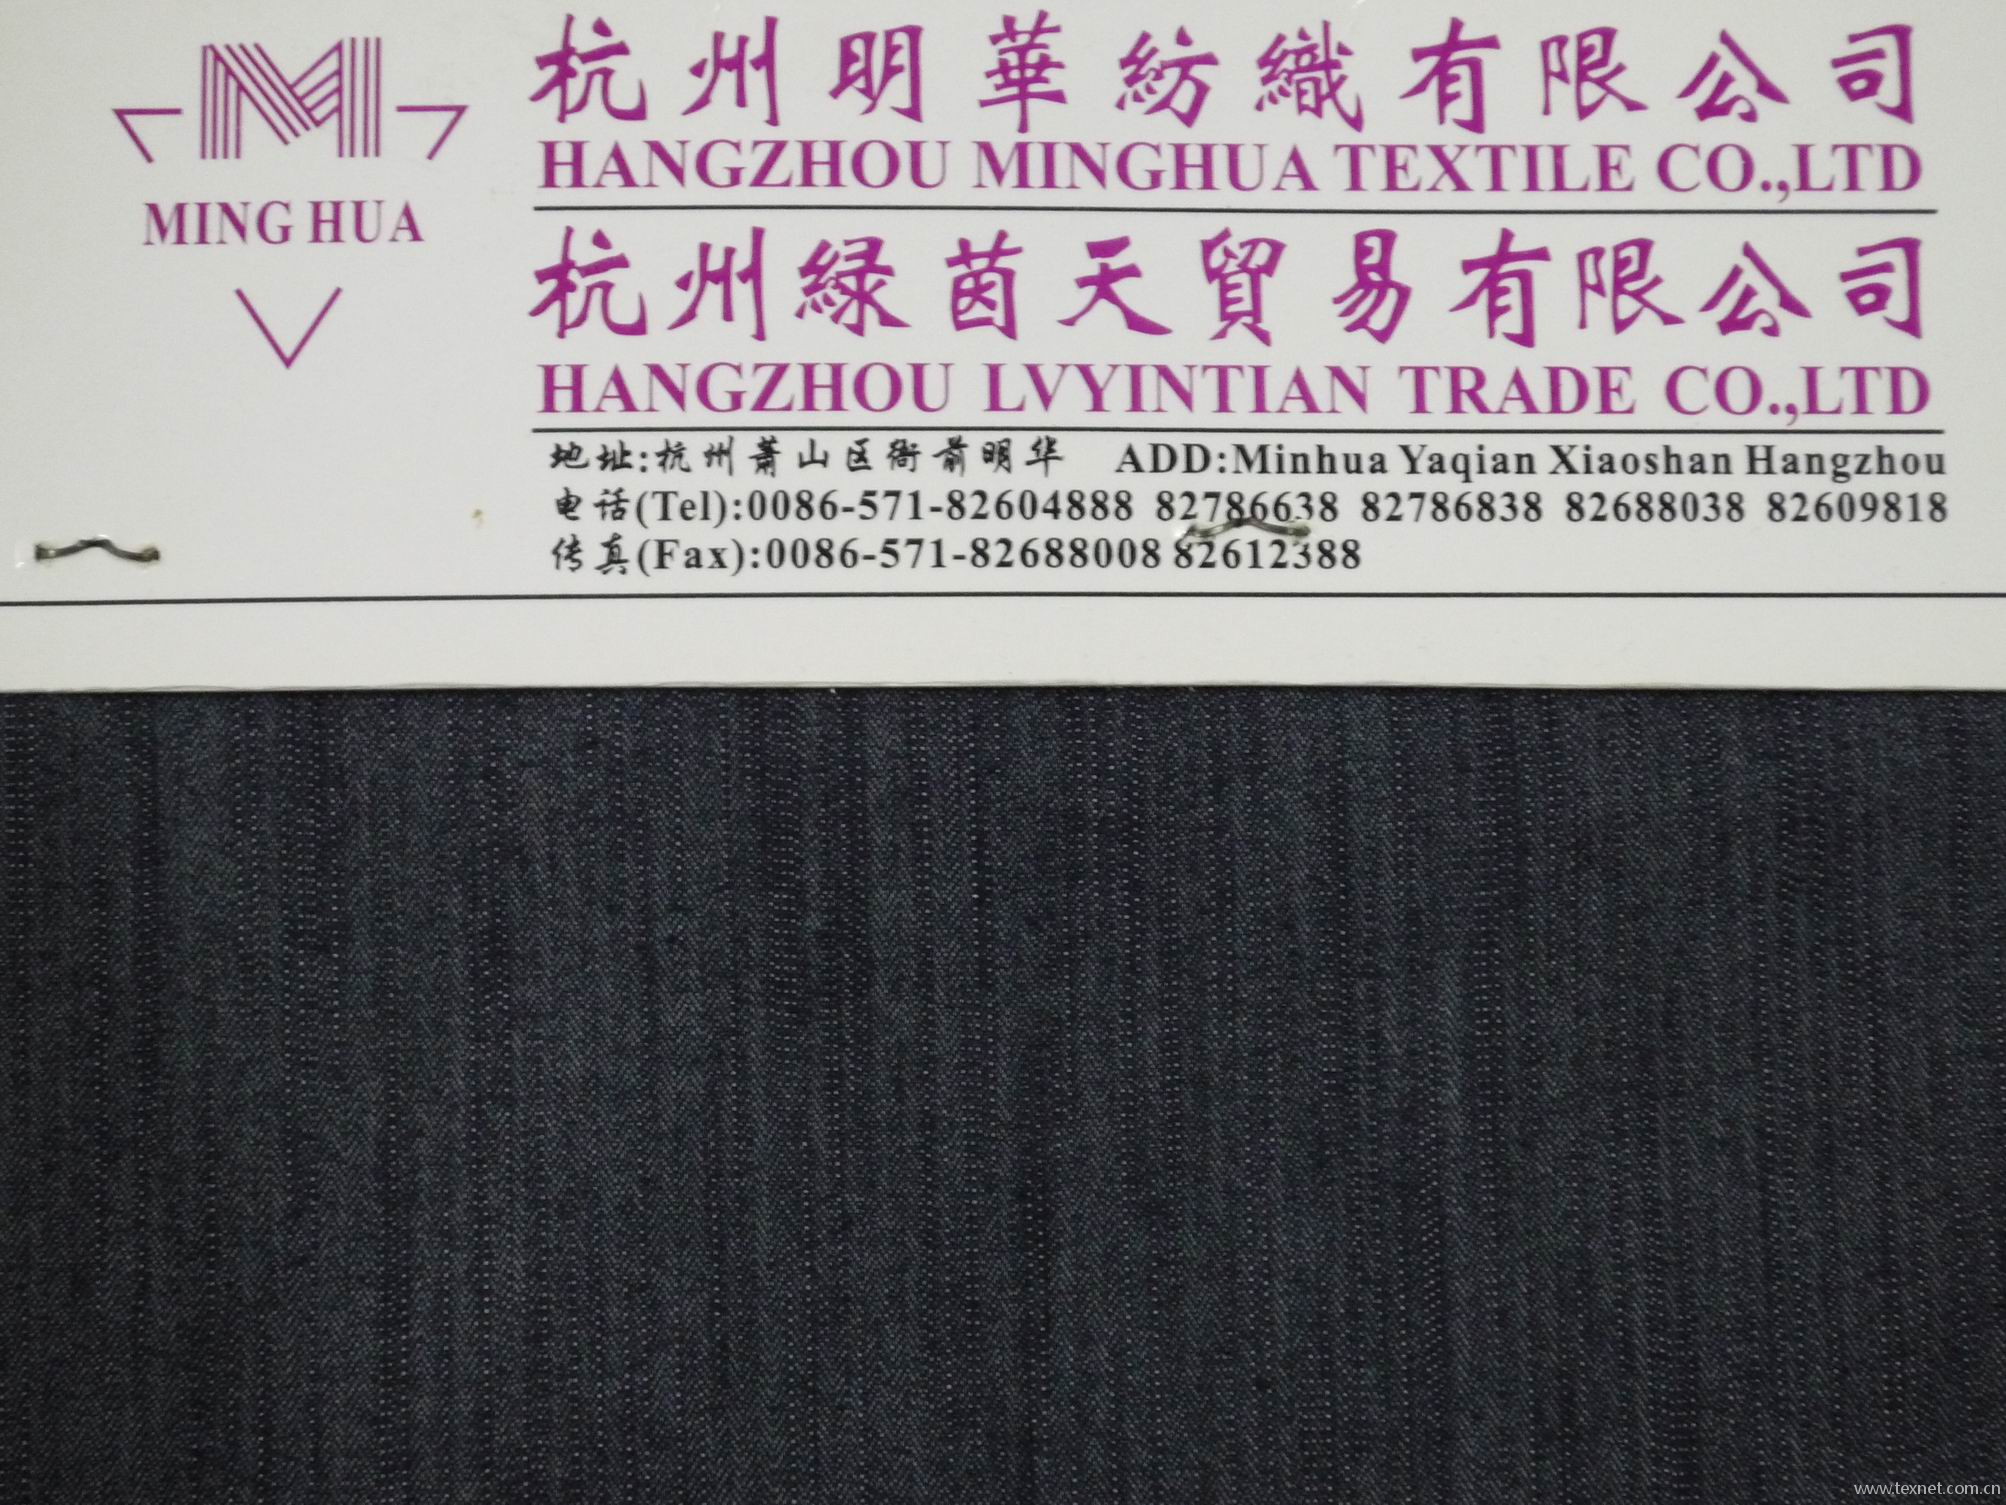 MING HUA
杭州明華紡織有限公司
HANGZHOU MINGHUA TEXTILE CO.,LTD
杭州緑茵天貿易有限公司
HANGZHOU LVYINTIAN TRADE CO.,LTD
地址:杭州萧山区衙前明华 ADD:Minhua Yaqian Xiaoshan Hangzhou
电话(Tel):0086-571-82604888 82786638 82786838 82688038 82609818
传真(Fax):0086-571-82688008 82612388
www.texnet.com.cn